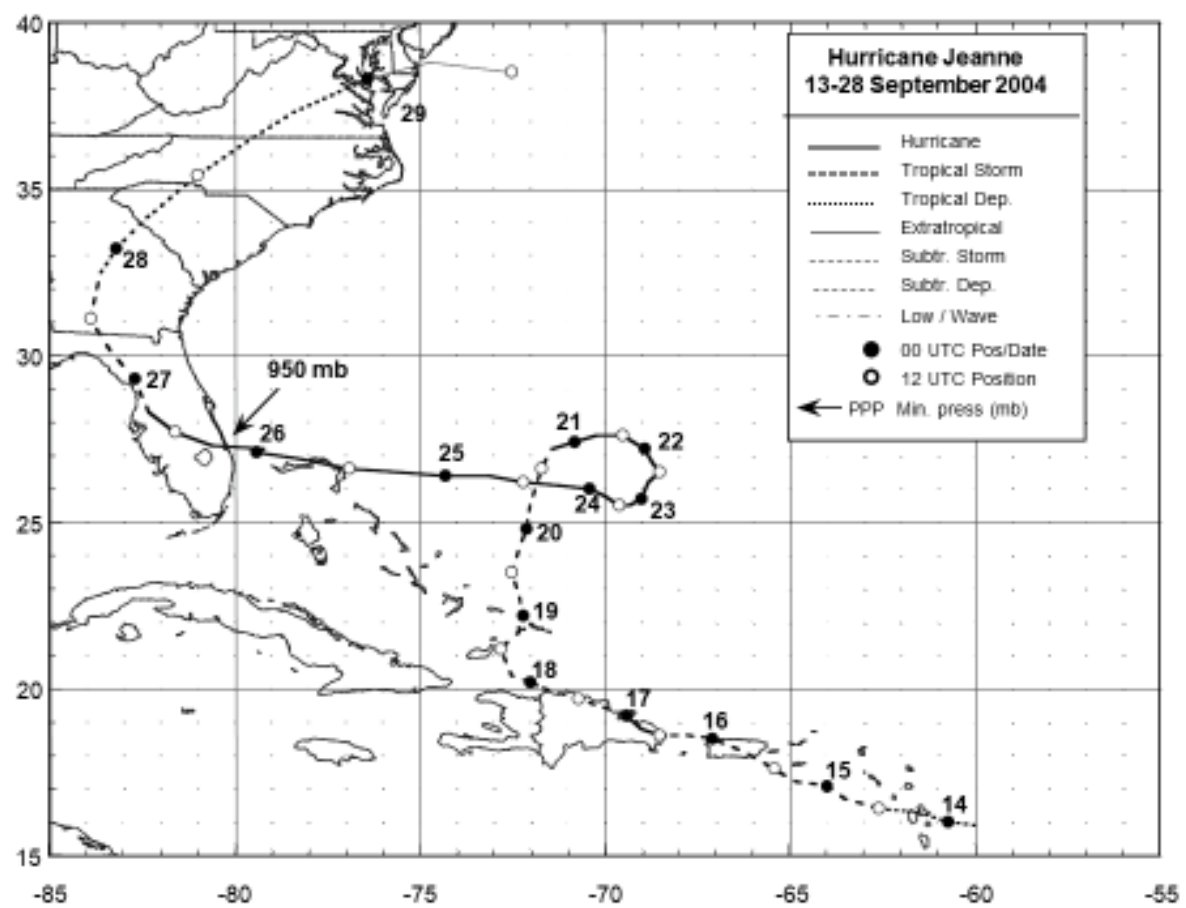 40
35
30
25
20
15
-85
-80
-75
-70
-65
-60
-55
Hurricane Jeanne
13-28 September 2004
Hurricane
Tropical Storm
Tropical Dep.
Extratropical
Subtr. Storm
Subtr. Dep.
Low / Wave
00 UTC Pos/Date
12 UTC Position
PPP Min. press (mb)
29
28
950 mb
27
26
25
21
22
24
23
20
19
18
17
16
15
14